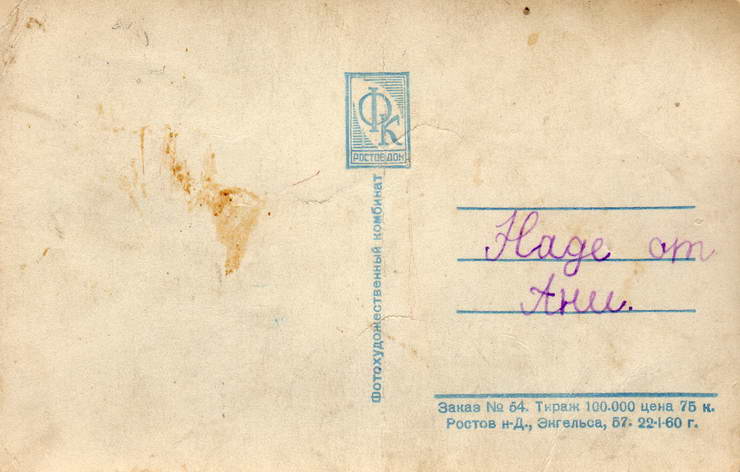 ФК
РОСТОВ ДОН
Фотохудожественный комбинат
Наде от
Ани.
Заказ № 54. Тираж 100.000 цена 75 к.
Ростов н-Д., Энгельса, 57. 22-I-60 г.